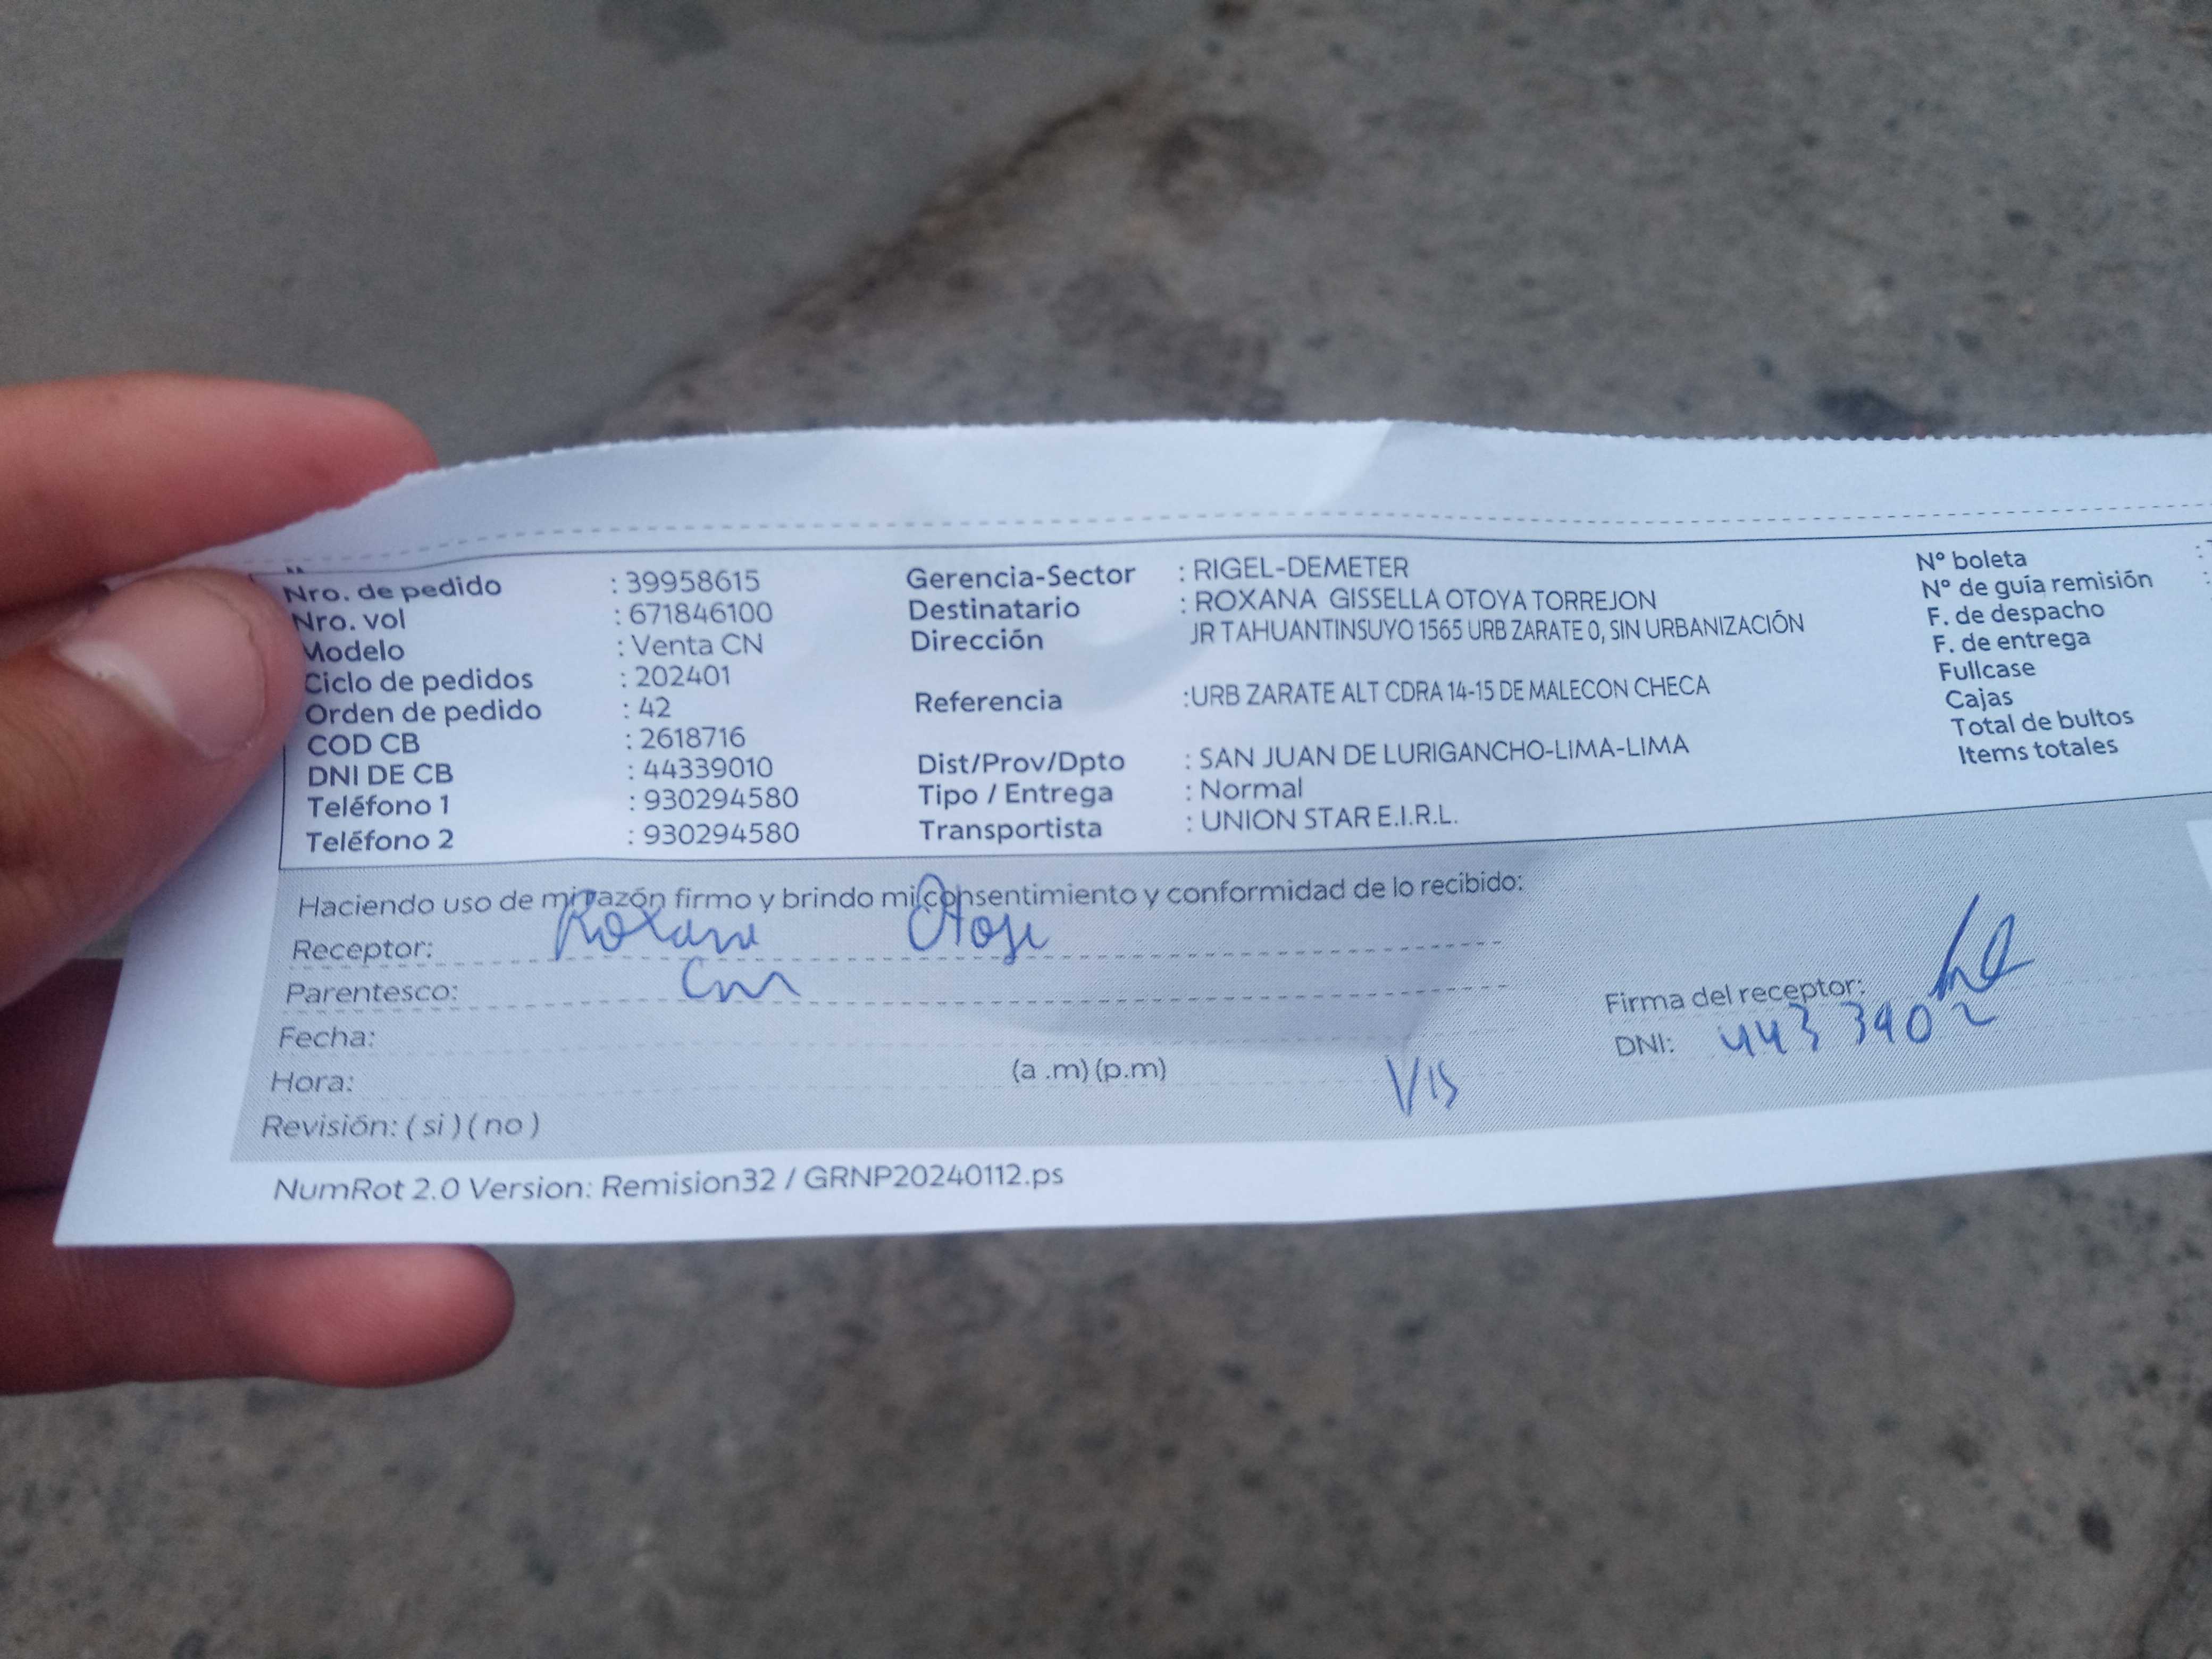 Nro. de pedido : 39958615
Nro. vol : 671846100
Modelo : Venta CN
Ciclo de pedidos : 202401
Orden de pedido : 42
COD CB : 2618716
DNI DE CB : 44339010
Teléfono 1 : 930294580
Teléfono 2 : 930294580
Gerencia-Sector : RIGEL-DEMETER
Destinatario : ROXANA GISSELLA OTOYA TORREJON
Dirección JR TAHUANTINSUYO 1565 URB ZARATE 0, SIN URBANIZACIÓN
Referencia :URB ZARATE ALT CDRA 14-15 DE MALECON CHECA
Dist/Prov/Dpto : SAN JUAN DE LURIGANCHO-LIMA-LIMA
Tipo / Entrega : Normal
Transportista : UNION STAR E.I.R.L.
N° boleta :
N° de guía remisión :
F. de despacho
F. de entrega
Fullcase
Cajas
Total de bultos
Items totales
Haciendo uso de mi razón firmo y brindo mi consentimiento y conformidad de lo recibido:
Receptor: Roxana
Parentesco:
Fecha:
Hora: (a .m) (p.m)
Revisión: ( si ) ( no )
Firma del receptor:
DNI: 4433902
NumRot 2.0 Version: Remision32 / GRNP20240112.ps